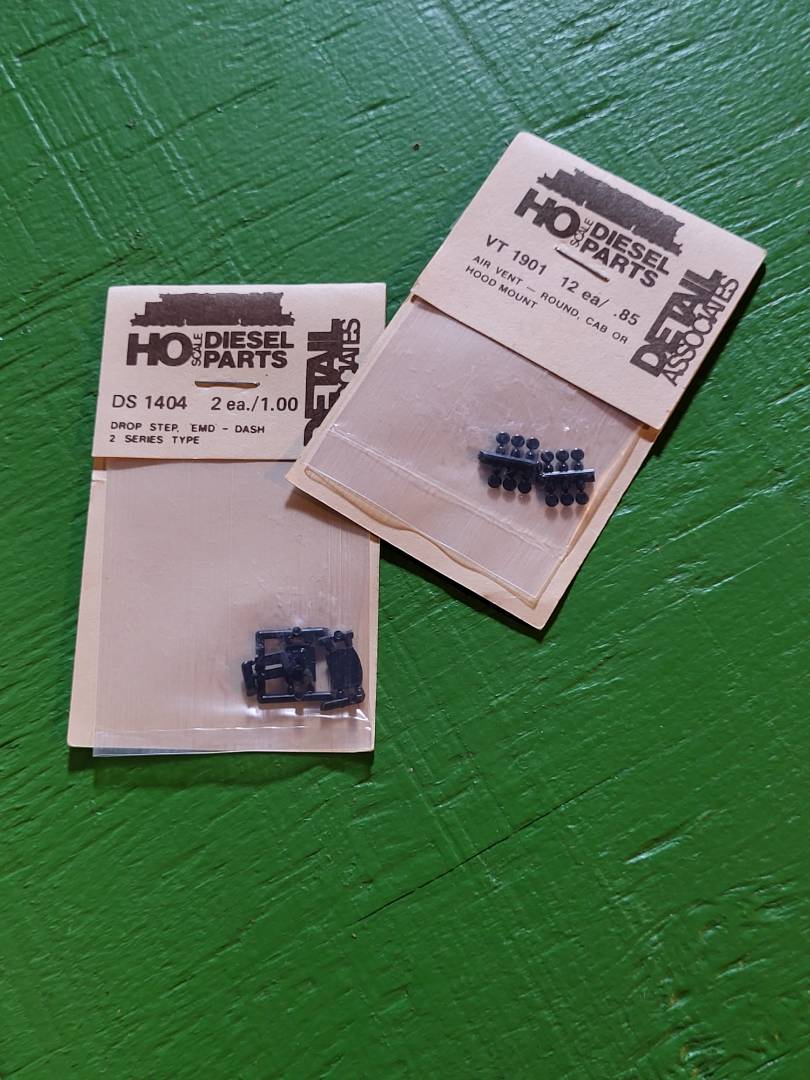 HO SCALE DIESEL PARTS
DS 1404 2 ea./1.00
DROP STEP, 'EMD' - DASH
2 SERIES TYPE
DETAIL
HO SCALE DIESEL PARTS
VT 1901 12 ea/ .85
AIR VENT — ROUND, CAB OR
HOOD MOUNT
DETAIL
ASSOCIATES